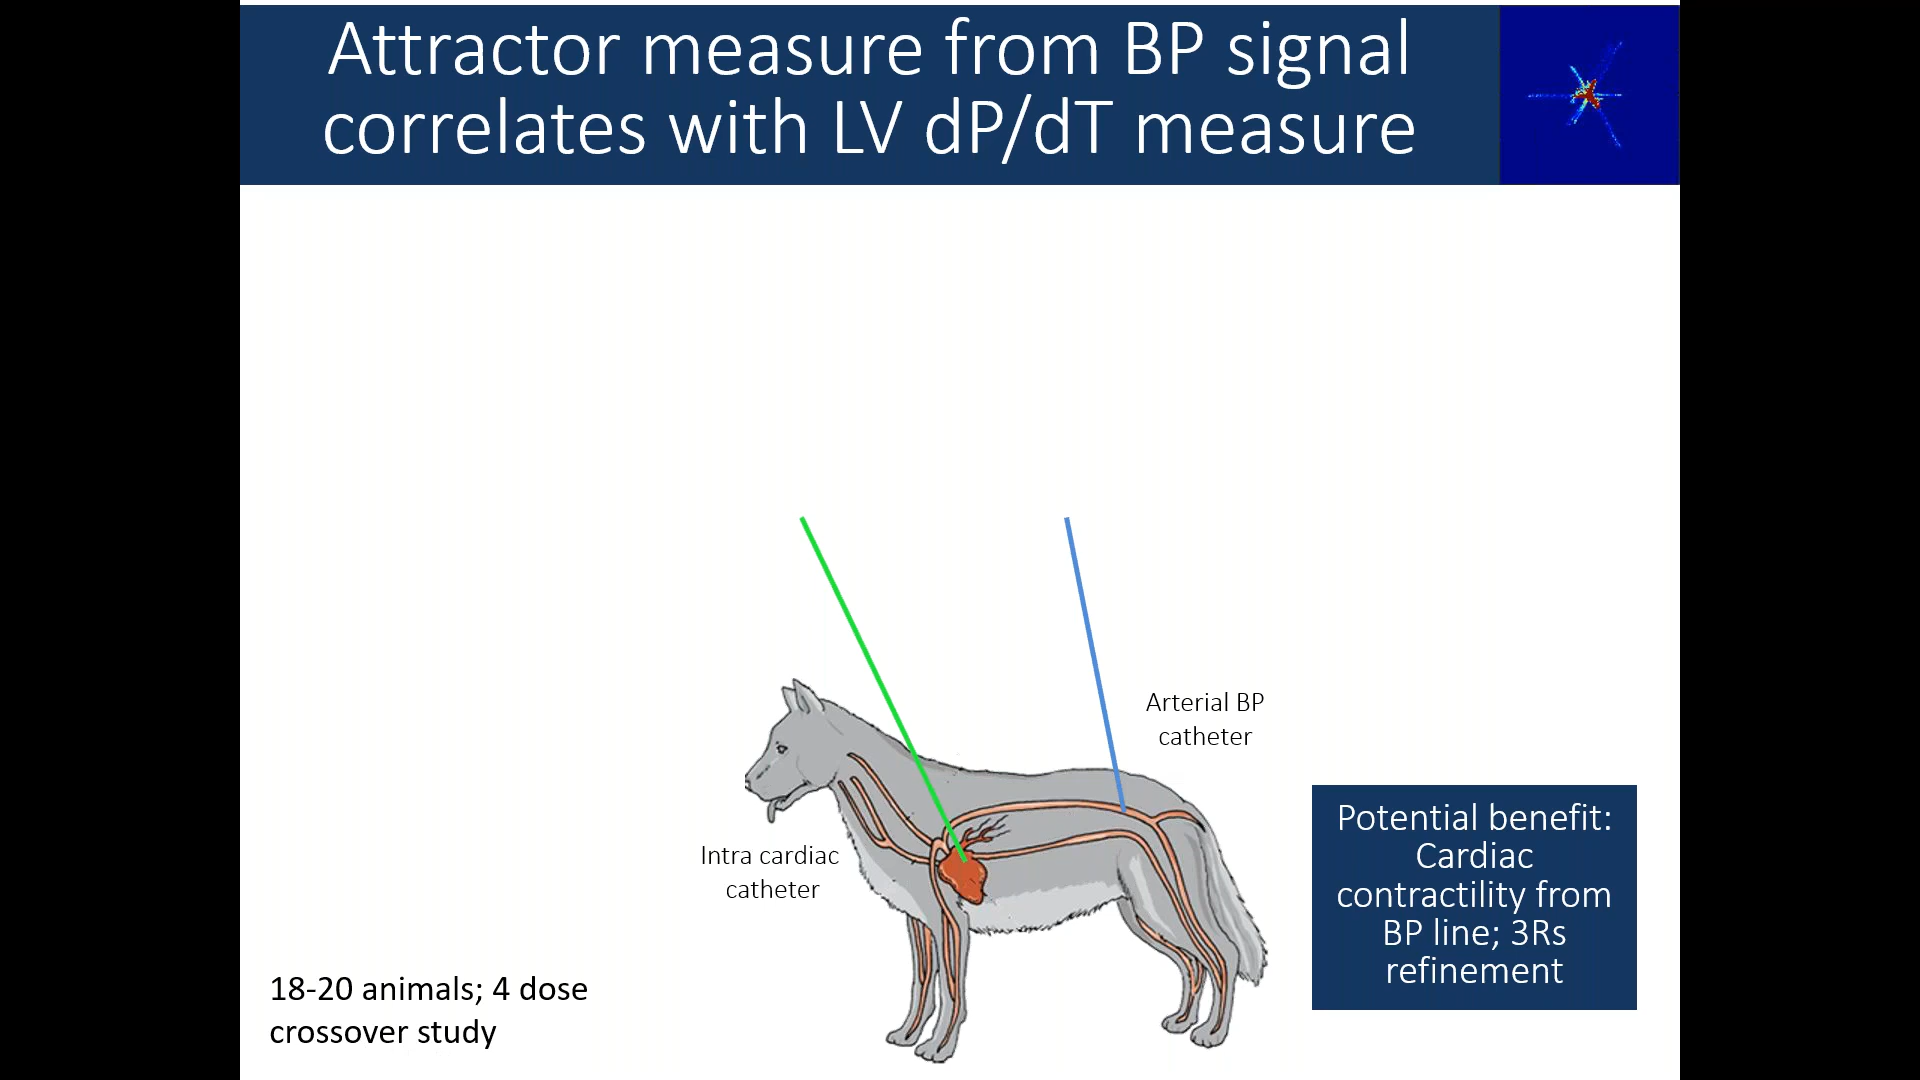 Attractor measure from BP signal
correlates with LV dP/dT measure
Arterial BP
catheter
Intra cardiac
catheter
Potential benefit:
Cardiac
contractility from
BP line; 3Rs
refinement
18-20 animals; 4 dose
crossover study